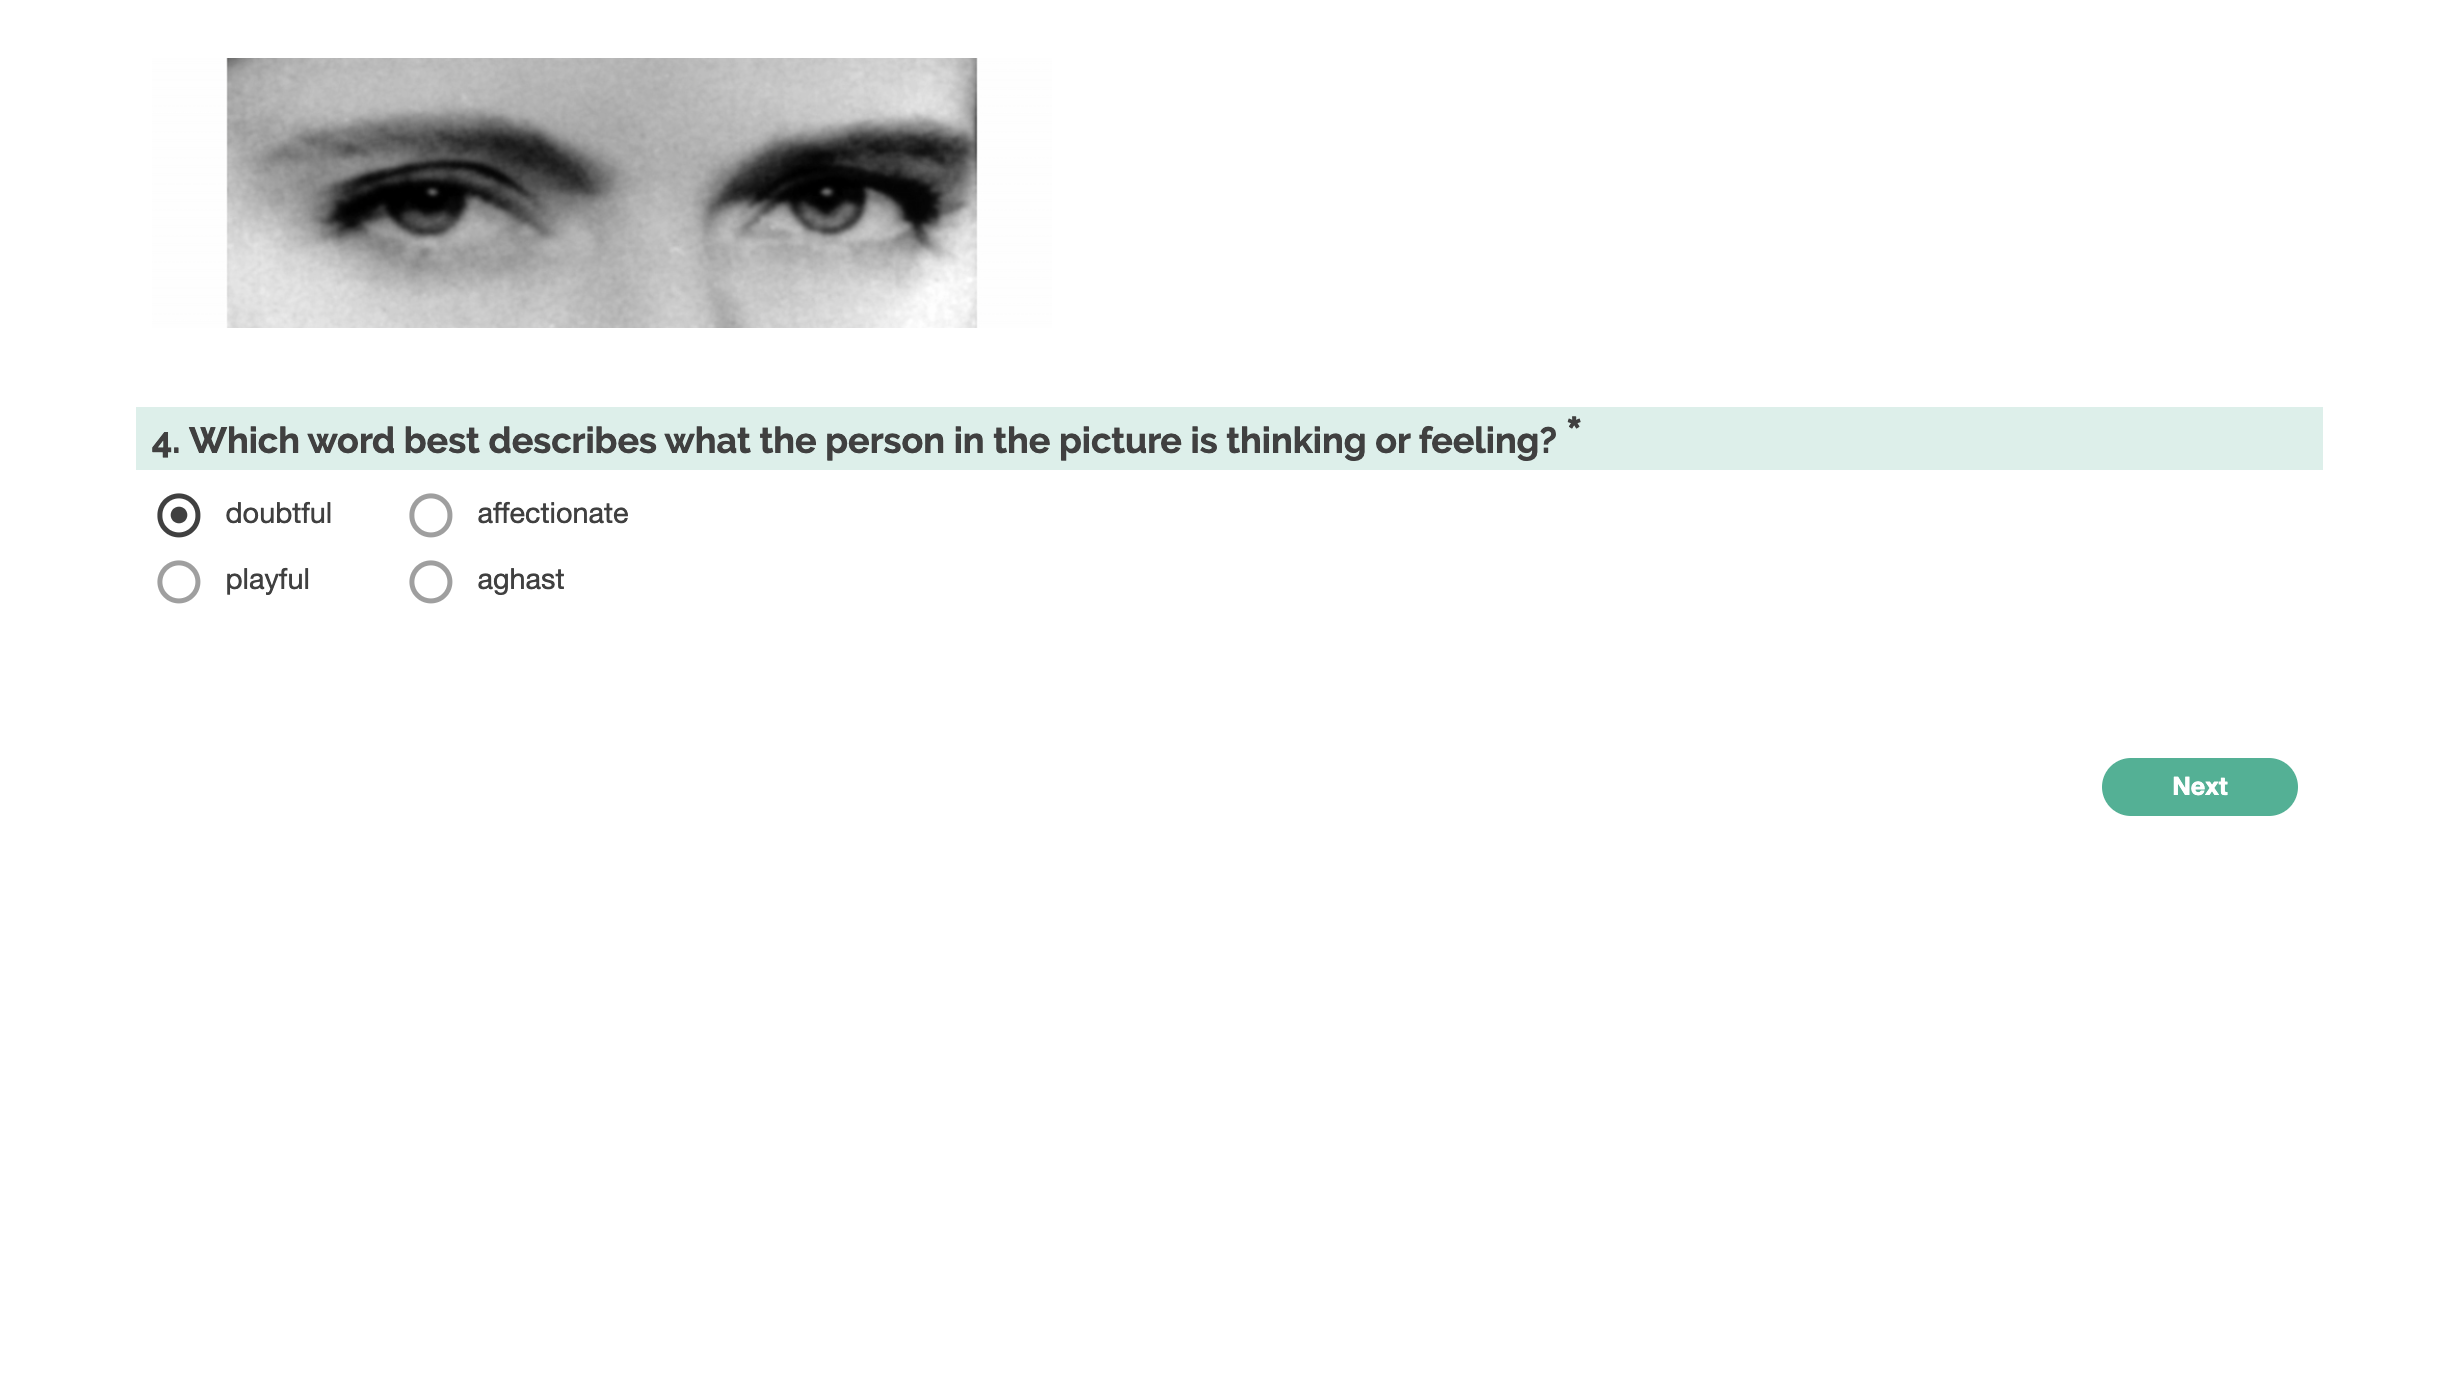 4. Which word best describes what the person in the picture is thinking or feeling? *
doubtful affectionate
playful aghast
Next